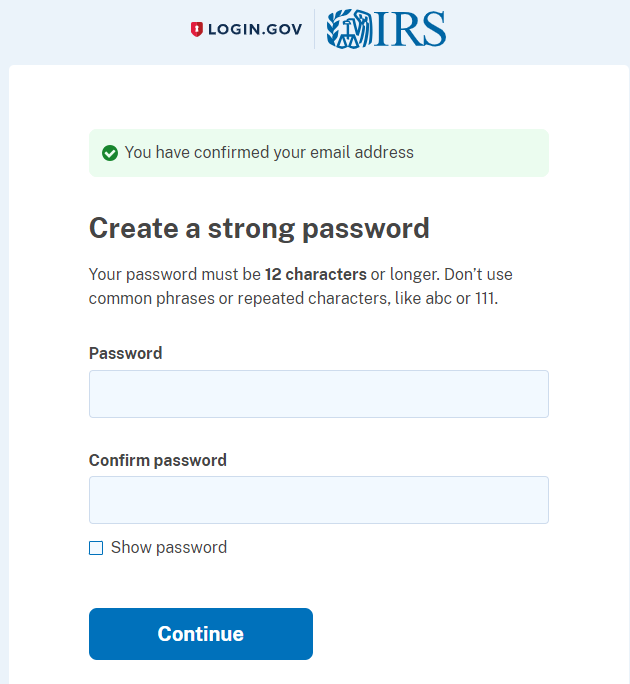 LOGIN.GOV IRS
You have confirmed your email address
Create a strong password
Your password must be 12 characters or longer. Don’t use
common phrases or repeated characters, like abc or 111.
Password
Confirm password
Show password
Continue